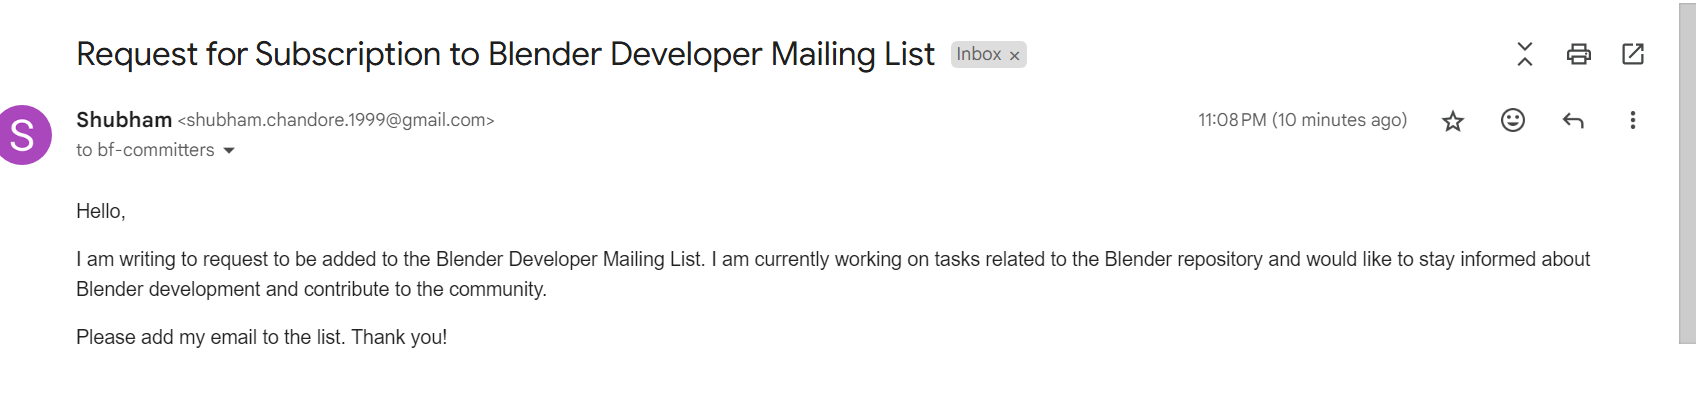 Request for Subscription to Blender Developer Mailing List Inbox ×
S
Shubham <shubham.chandore.1999@gmail.com> 11:08 PM (10 minutes ago)
to bf-committers
Hello,
I am writing to request to be added to the Blender Developer Mailing List. I am currently working on tasks related to the Blender repository and would like to stay informed about
Blender development and contribute to the community.
Please add my email to the list. Thank you!